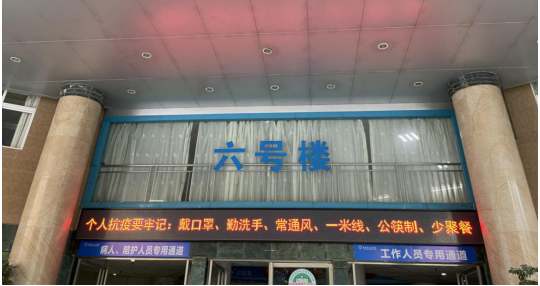 六号楼
个人抗疫要牢记：戴口罩、勤洗手、常通风、一米线、公筷制、少聚餐
病人、陪护人员专用通道
工作人员专用通道